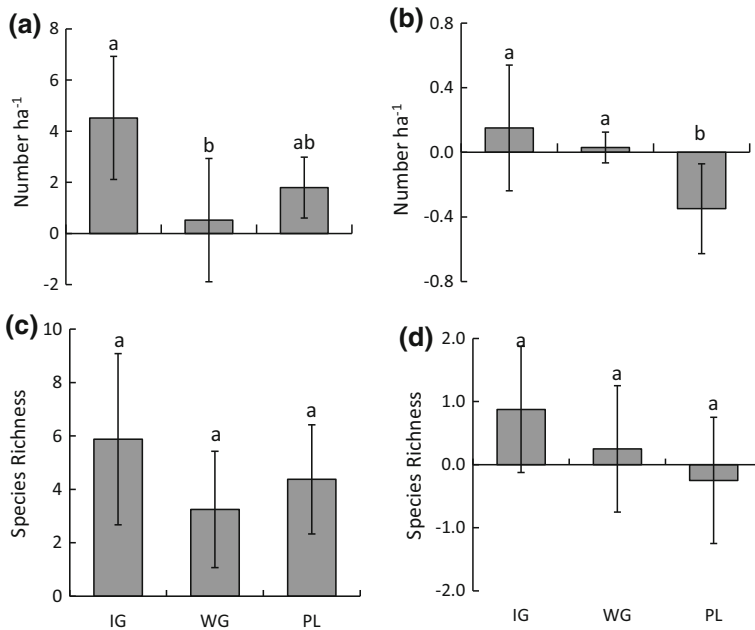 (a)
Number ha⁻¹
8
6
4
2
0
-2
a
b
ab
(b)
Number ha⁻¹
0.8
0.4
0.0
-0.4
-0.8
a
a
b
(c)
Species Richness
10
8
6
4
2
0
a
a
a
IG WG PL
(d)
Species Richness
2.0
1.0
0.0
-1.0
-2.0
a
a
a
IG WG PL